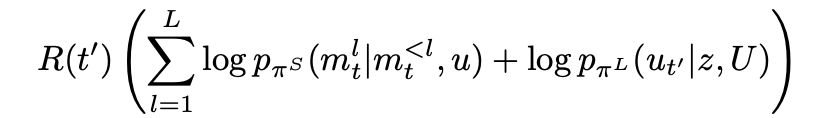 R(t′) ( ∑_{l=1}^{L} log p_{π^S}(m_t^l | m_t^{<l}, u) + log p_{π^L}(u_{t′} | z, U) )